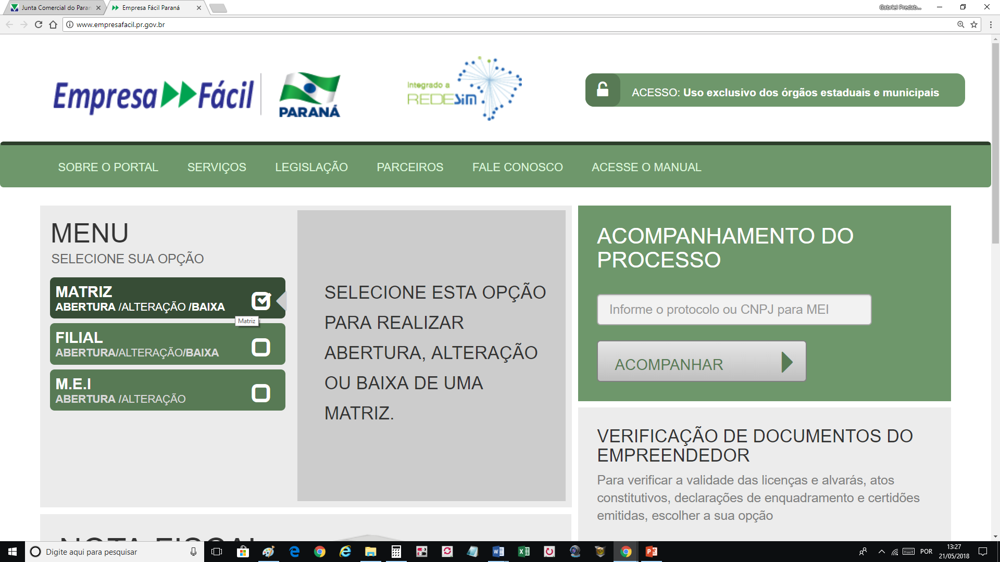 Junta Comercial do Paran
Empresa Fácil Paraná
Gabriel Predab...
www.empresafacil.pr.gov.br
Empresa Fácil
PARANÁ
Integrado a
REDESIM
ACESSO: Uso exclusivo dos órgãos estaduais e municipais
SOBRE O PORTAL
SERVIÇOS
LEGISLAÇÃO
PARCEIROS
FALE CONOSCO
ACESSE O MANUAL
MENU
SELECIONE SUA OPÇÃO
MATRIZ
ABERTURA /ALTERAÇÃO /BAIXA
Matriz
FILIAL
ABERTURA/ALTERAÇÃO/BAIXA
M.E.I
ABERTURA /ALTERAÇÃO
SELECIONE ESTA OPÇÃO
PARA REALIZAR
ABERTURA, ALTERAÇÃO
OU BAIXA DE UMA
MATRIZ.
ACOMPANHAMENTO DO
PROCESSO
Informe o protocolo ou CNPJ para MEI
ACOMPANHAR
VERIFICAÇÃO DE DOCUMENTOS DO
EMPREENDEDOR
Para verificar a validade das licenças e alvarás, atos
constitutivos, declarações de enquadramento e certidões
emitidas, escolher a sua opção
NOTA FISCAL
Digite aqui para pesquisar
POR
13:27
21/05/2018